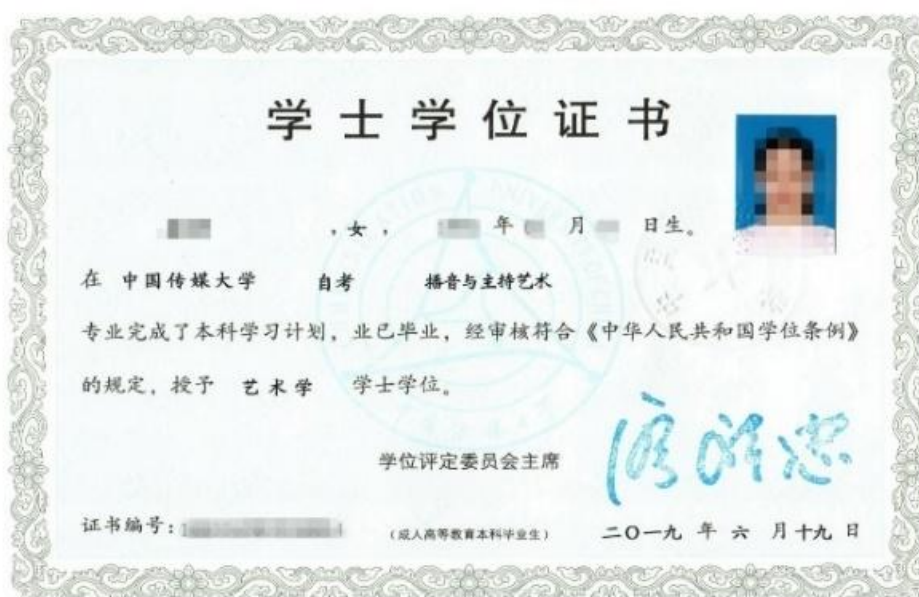 学士学位证书
，女， 年 月 日生。
在 中国传媒大学 自考 播音与主持艺术
专业完成了本科学习计划，业已毕业，经审核符合《中华人民共和国学位条例》
的规定，授予 艺术学 学士学位。
学位评定委员会主席
证书编号： （成人高等教育本科毕业生） 二〇一九 年 六 月 十九 日